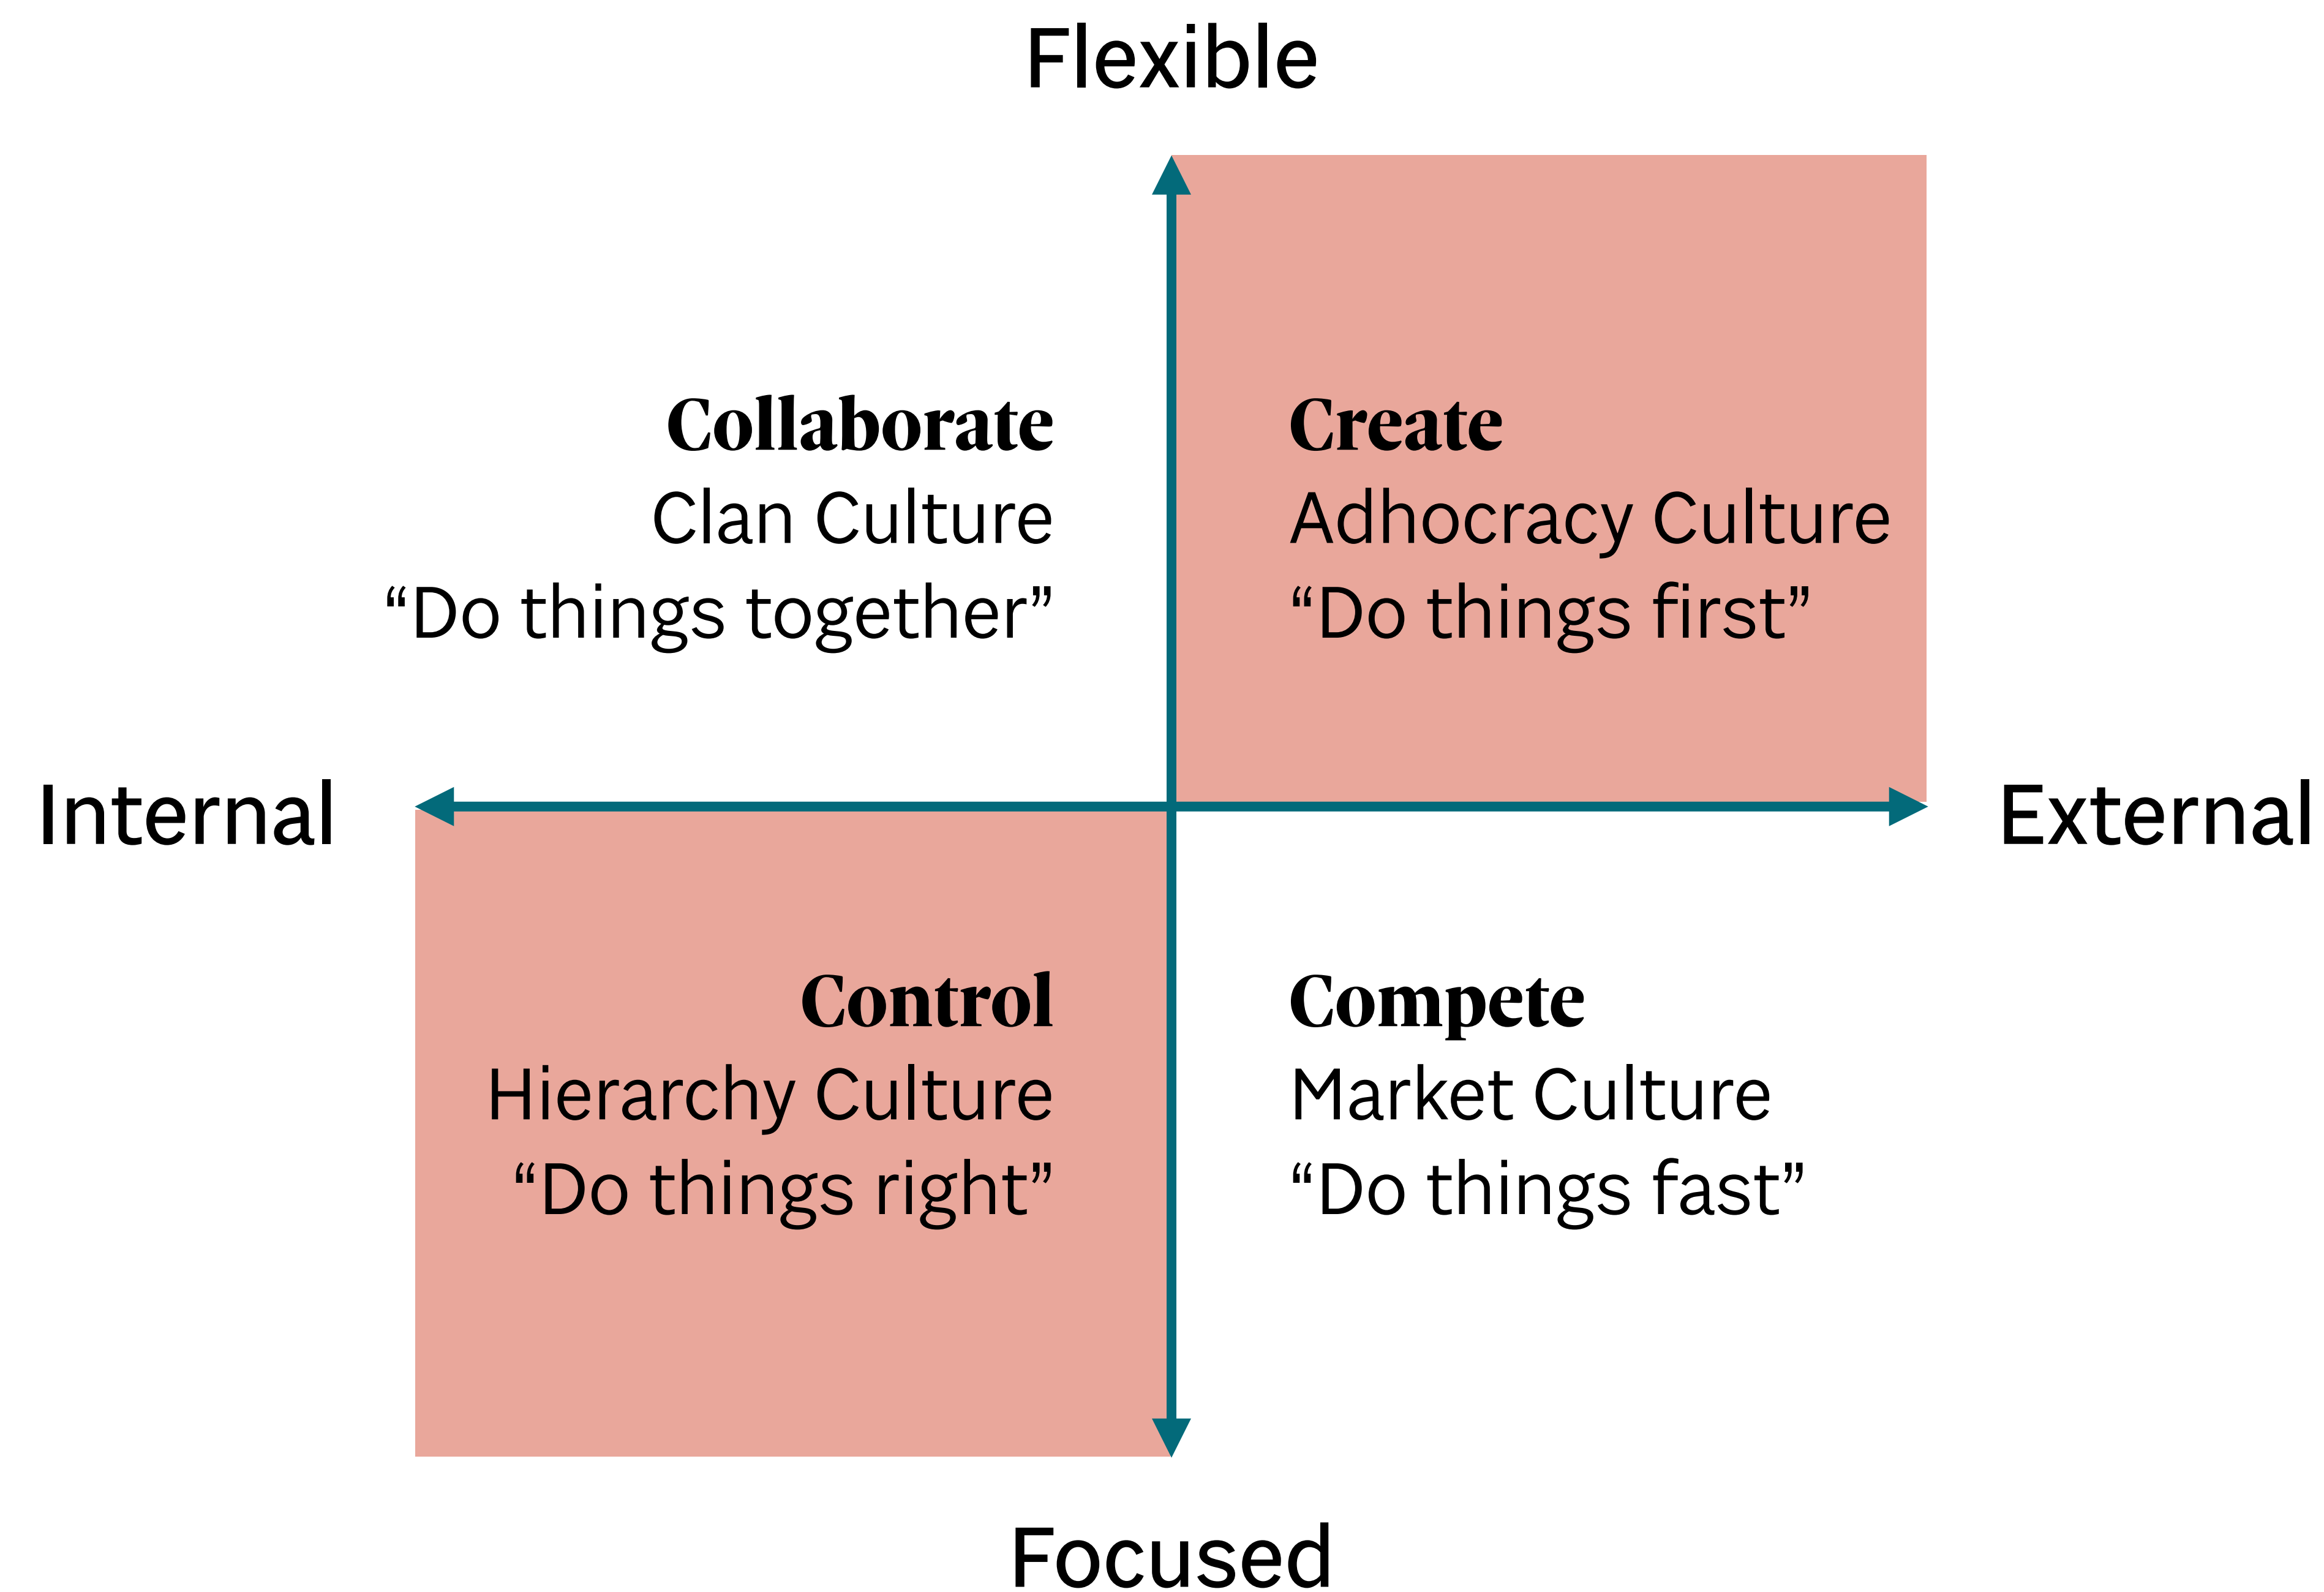 Flexible
Collaborate
Clan Culture
“Do things together”
Create
Adhocracy Culture
“Do things first”
Internal
External
Control
Hierarchy Culture
“Do things right”
Compete
Market Culture
“Do things fast”
Focused